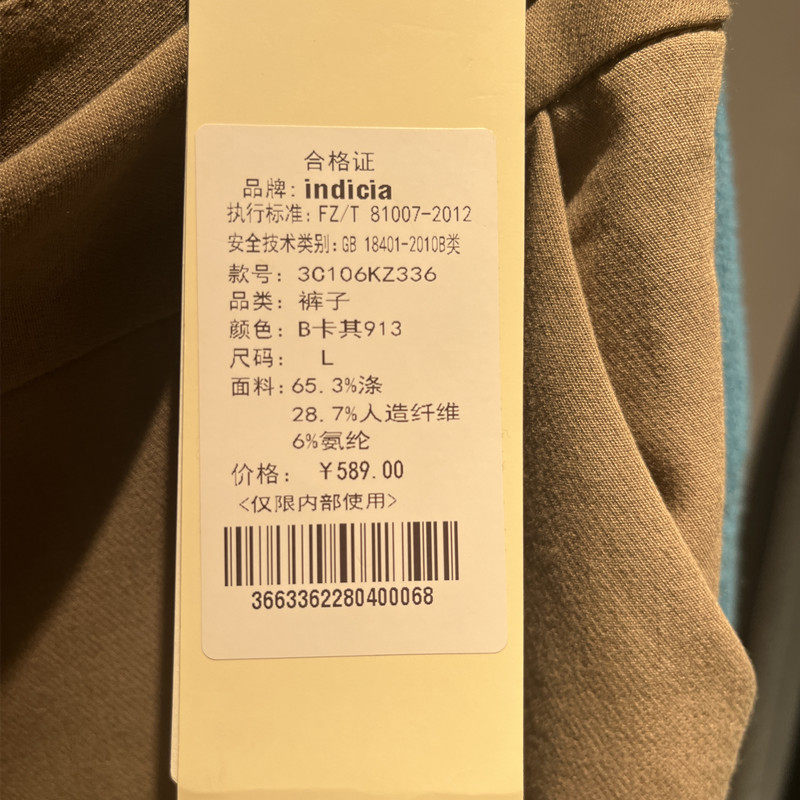 合格证
品牌: indicia
执行标准: FZ/T 81007-2012
安全技术类别: GB 18401-2010B类
款号: 3C106KZ336
品类: 裤子
颜色: B卡其913
尺码: L
面料: 65.3%涤
28.7%人造纤维
6%氨纶
价格: ￥589.00
<仅限内部使用>
3663362280400068